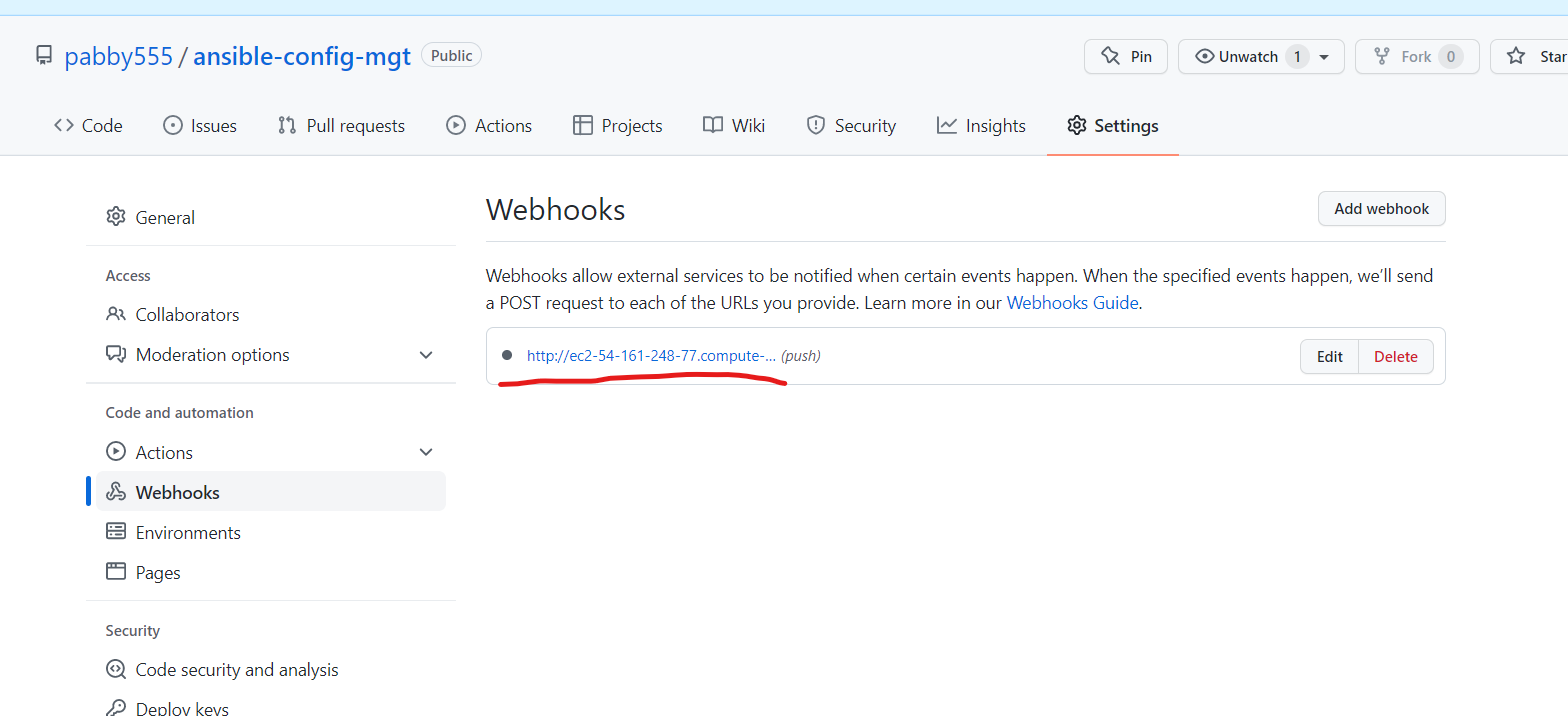 pabby555 / ansible-config-mgt Public Pin Unwatch 1 Fork 0 Star
Code Issues Pull requests Actions Projects Wiki Security Insights Settings
General
Access
Collaborators
Moderation options
Code and automation
Actions
Webhooks
Environments
Pages
Security
Code security and analysis
Deploy keys
Webhooks Add webhook
Webhooks allow external services to be notified when certain events happen. When the specified events happen, we’ll send
a POST request to each of the URLs you provide. Learn more in our Webhooks Guide.
http://ec2-54-161-248-77.compute-... (push) Edit Delete